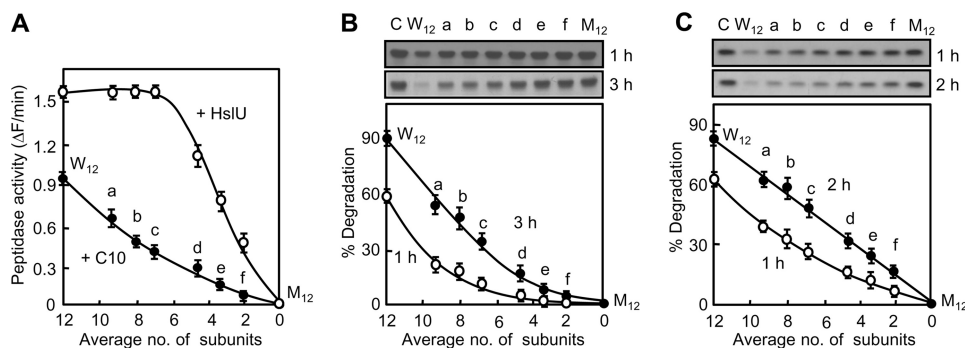 A
Peptidase activity (ΔF/min)
1.5
1.2
0.9
0.6
0.3
0
W12
a
b
c
d
e
f
+ HslU
+ C10
M12
12 10 8 6 4 2 0
Average no. of subunits
B
C W12 a b c d e f M12
1 h
3 h
% Degradation
90
60
30
0
W12
a
b
c
d
e
f
3 h
1 h
M12
12 10 8 6 4 2 0
Average no. of subunits
C
C W12 a b c d e f M12
1 h
2 h
% Degradation
90
60
30
0
W12
a
b
c
d
e
f
2 h
1 h
M12
12 10 8 6 4 2 0
Average no. of subunits